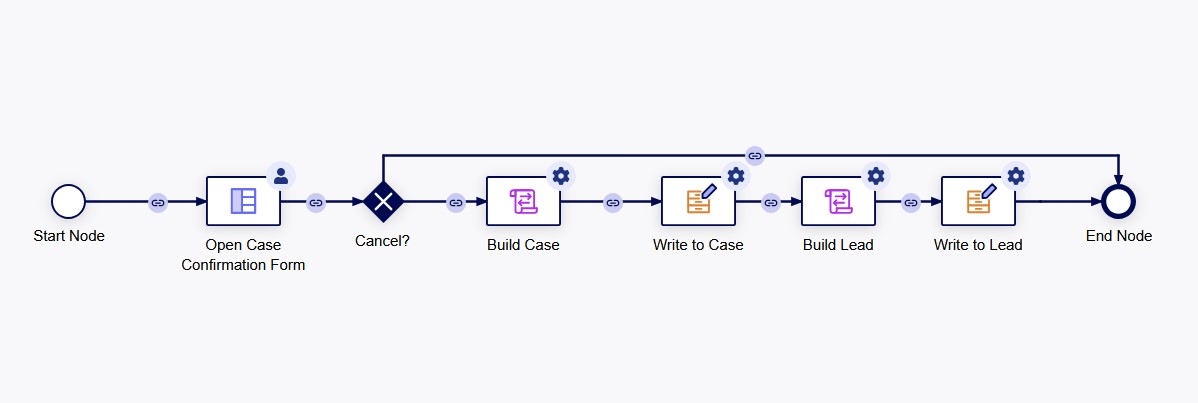 Start Node
Open Case
Confirmation Form
Cancel?
Build Case
Write to Case
Build Lead
Write to Lead
End Node